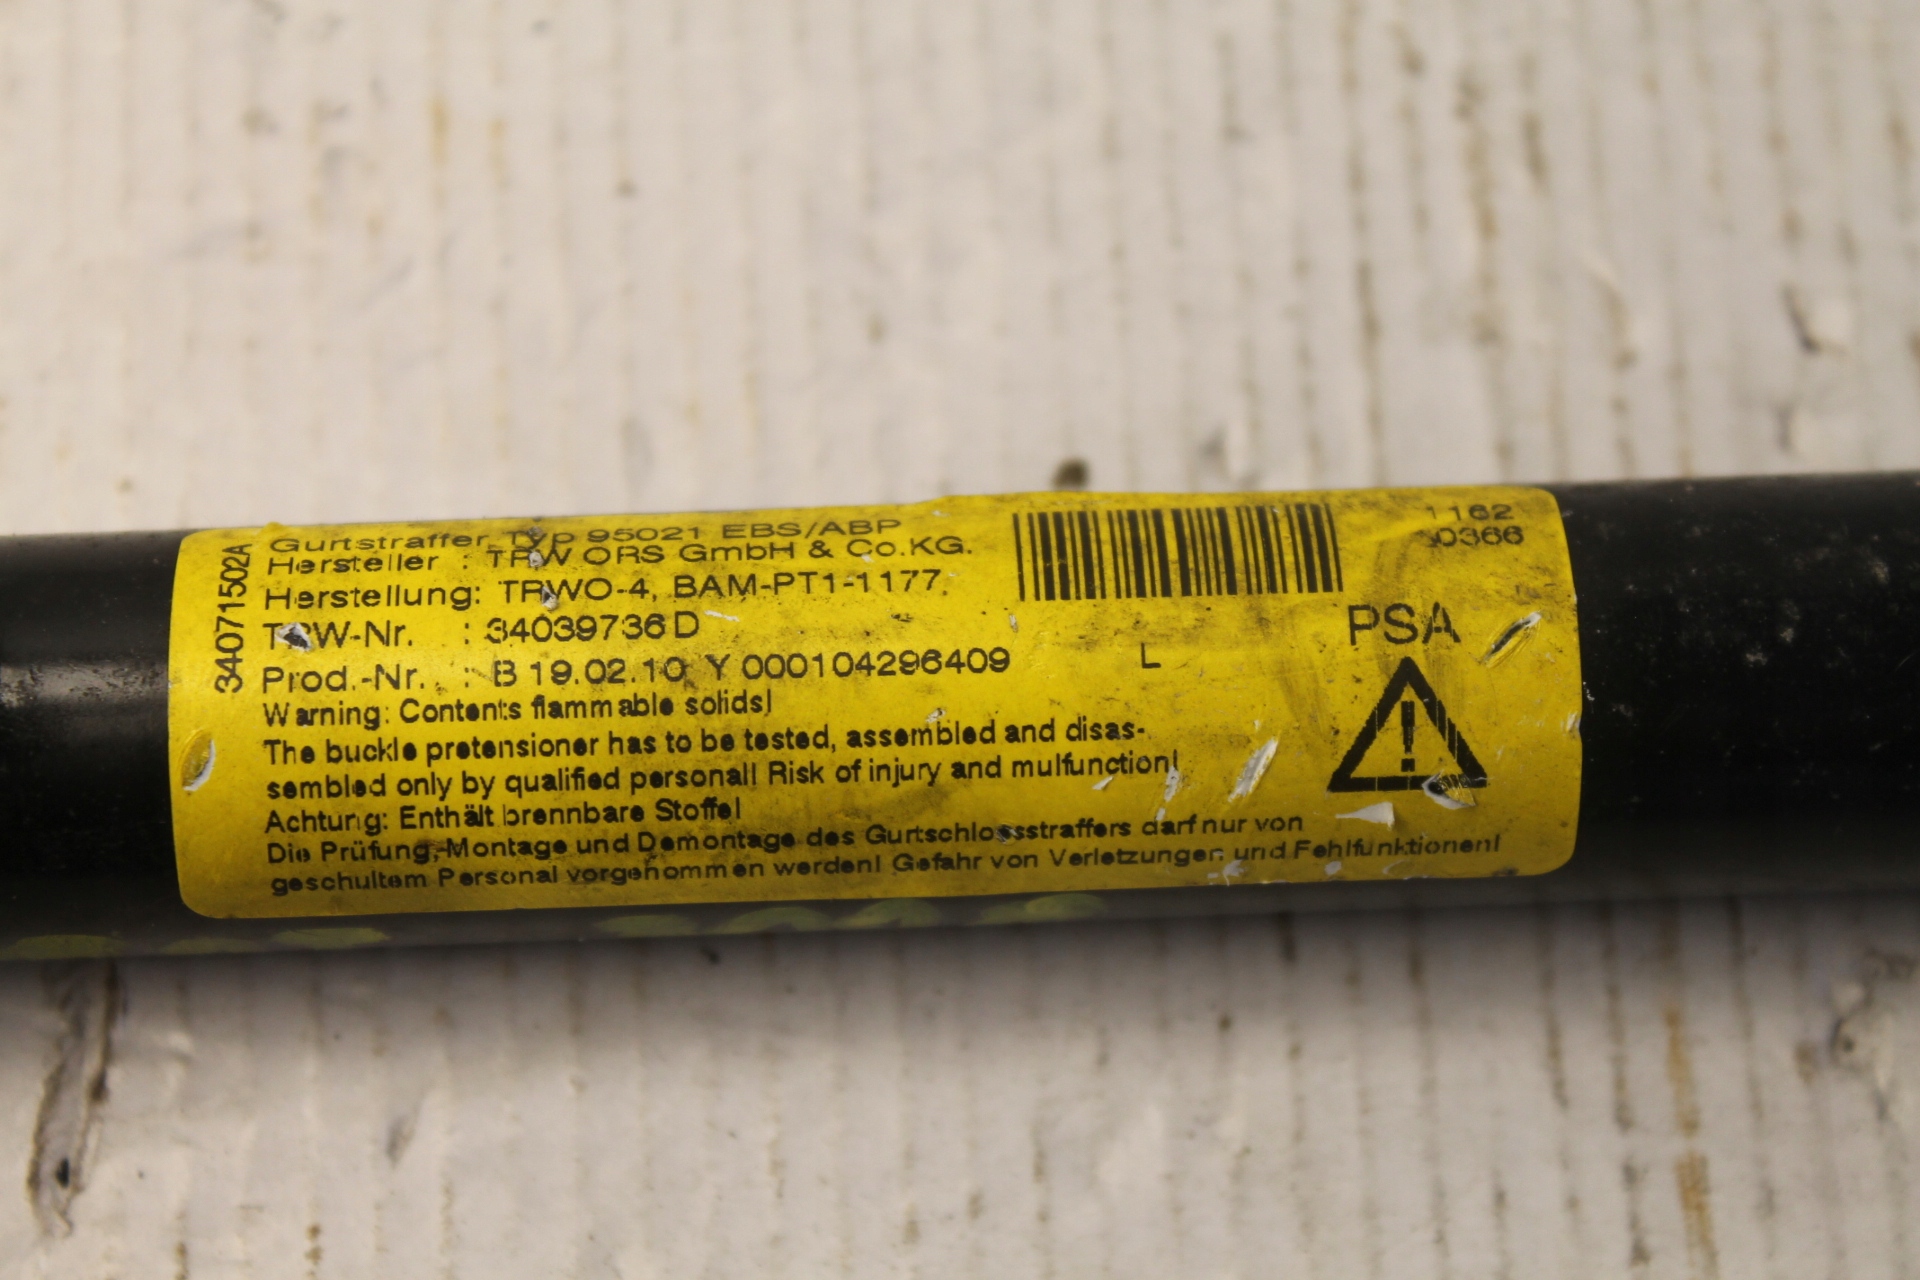 34071502A
Gurtstraffer Typ 95021 EBS/ABP
Hersteller : TRW ORS GmbH & Co.KG.
Herstellung: TRWO-4, BAM-PT1-1177.
TRW-Nr. : 34039736 D
Prod.-Nr. : B 19.02.10 Y 000104296409
L
Warning: Contents flammable solids!
The buckle pretensioner has to be tested, assembled and disas-
sembled only by qualified personal! Risk of injury and mulfunction!
Achtung: Enthält brennbare Stoffe!
Die Prüfung,-Montage und Demontage des Gurtschlossstraffers darf nur von
geschultem Personal vorgenommen werden! Gefahr von Verletzungen und Fehlfunktionen!
1162
0366
PSA
!